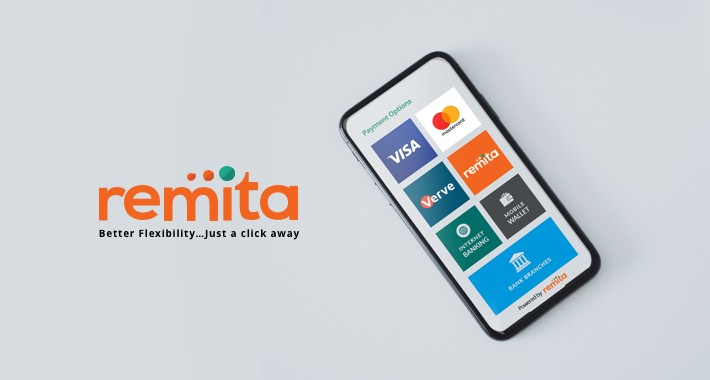 remita
Better Flexibility...Just a click away
Payment Options
VISA
mastercard
verve
remita
INTERNET
BANKING
MOBILE
WALLET
BANK BRANCHES
Powered by remita